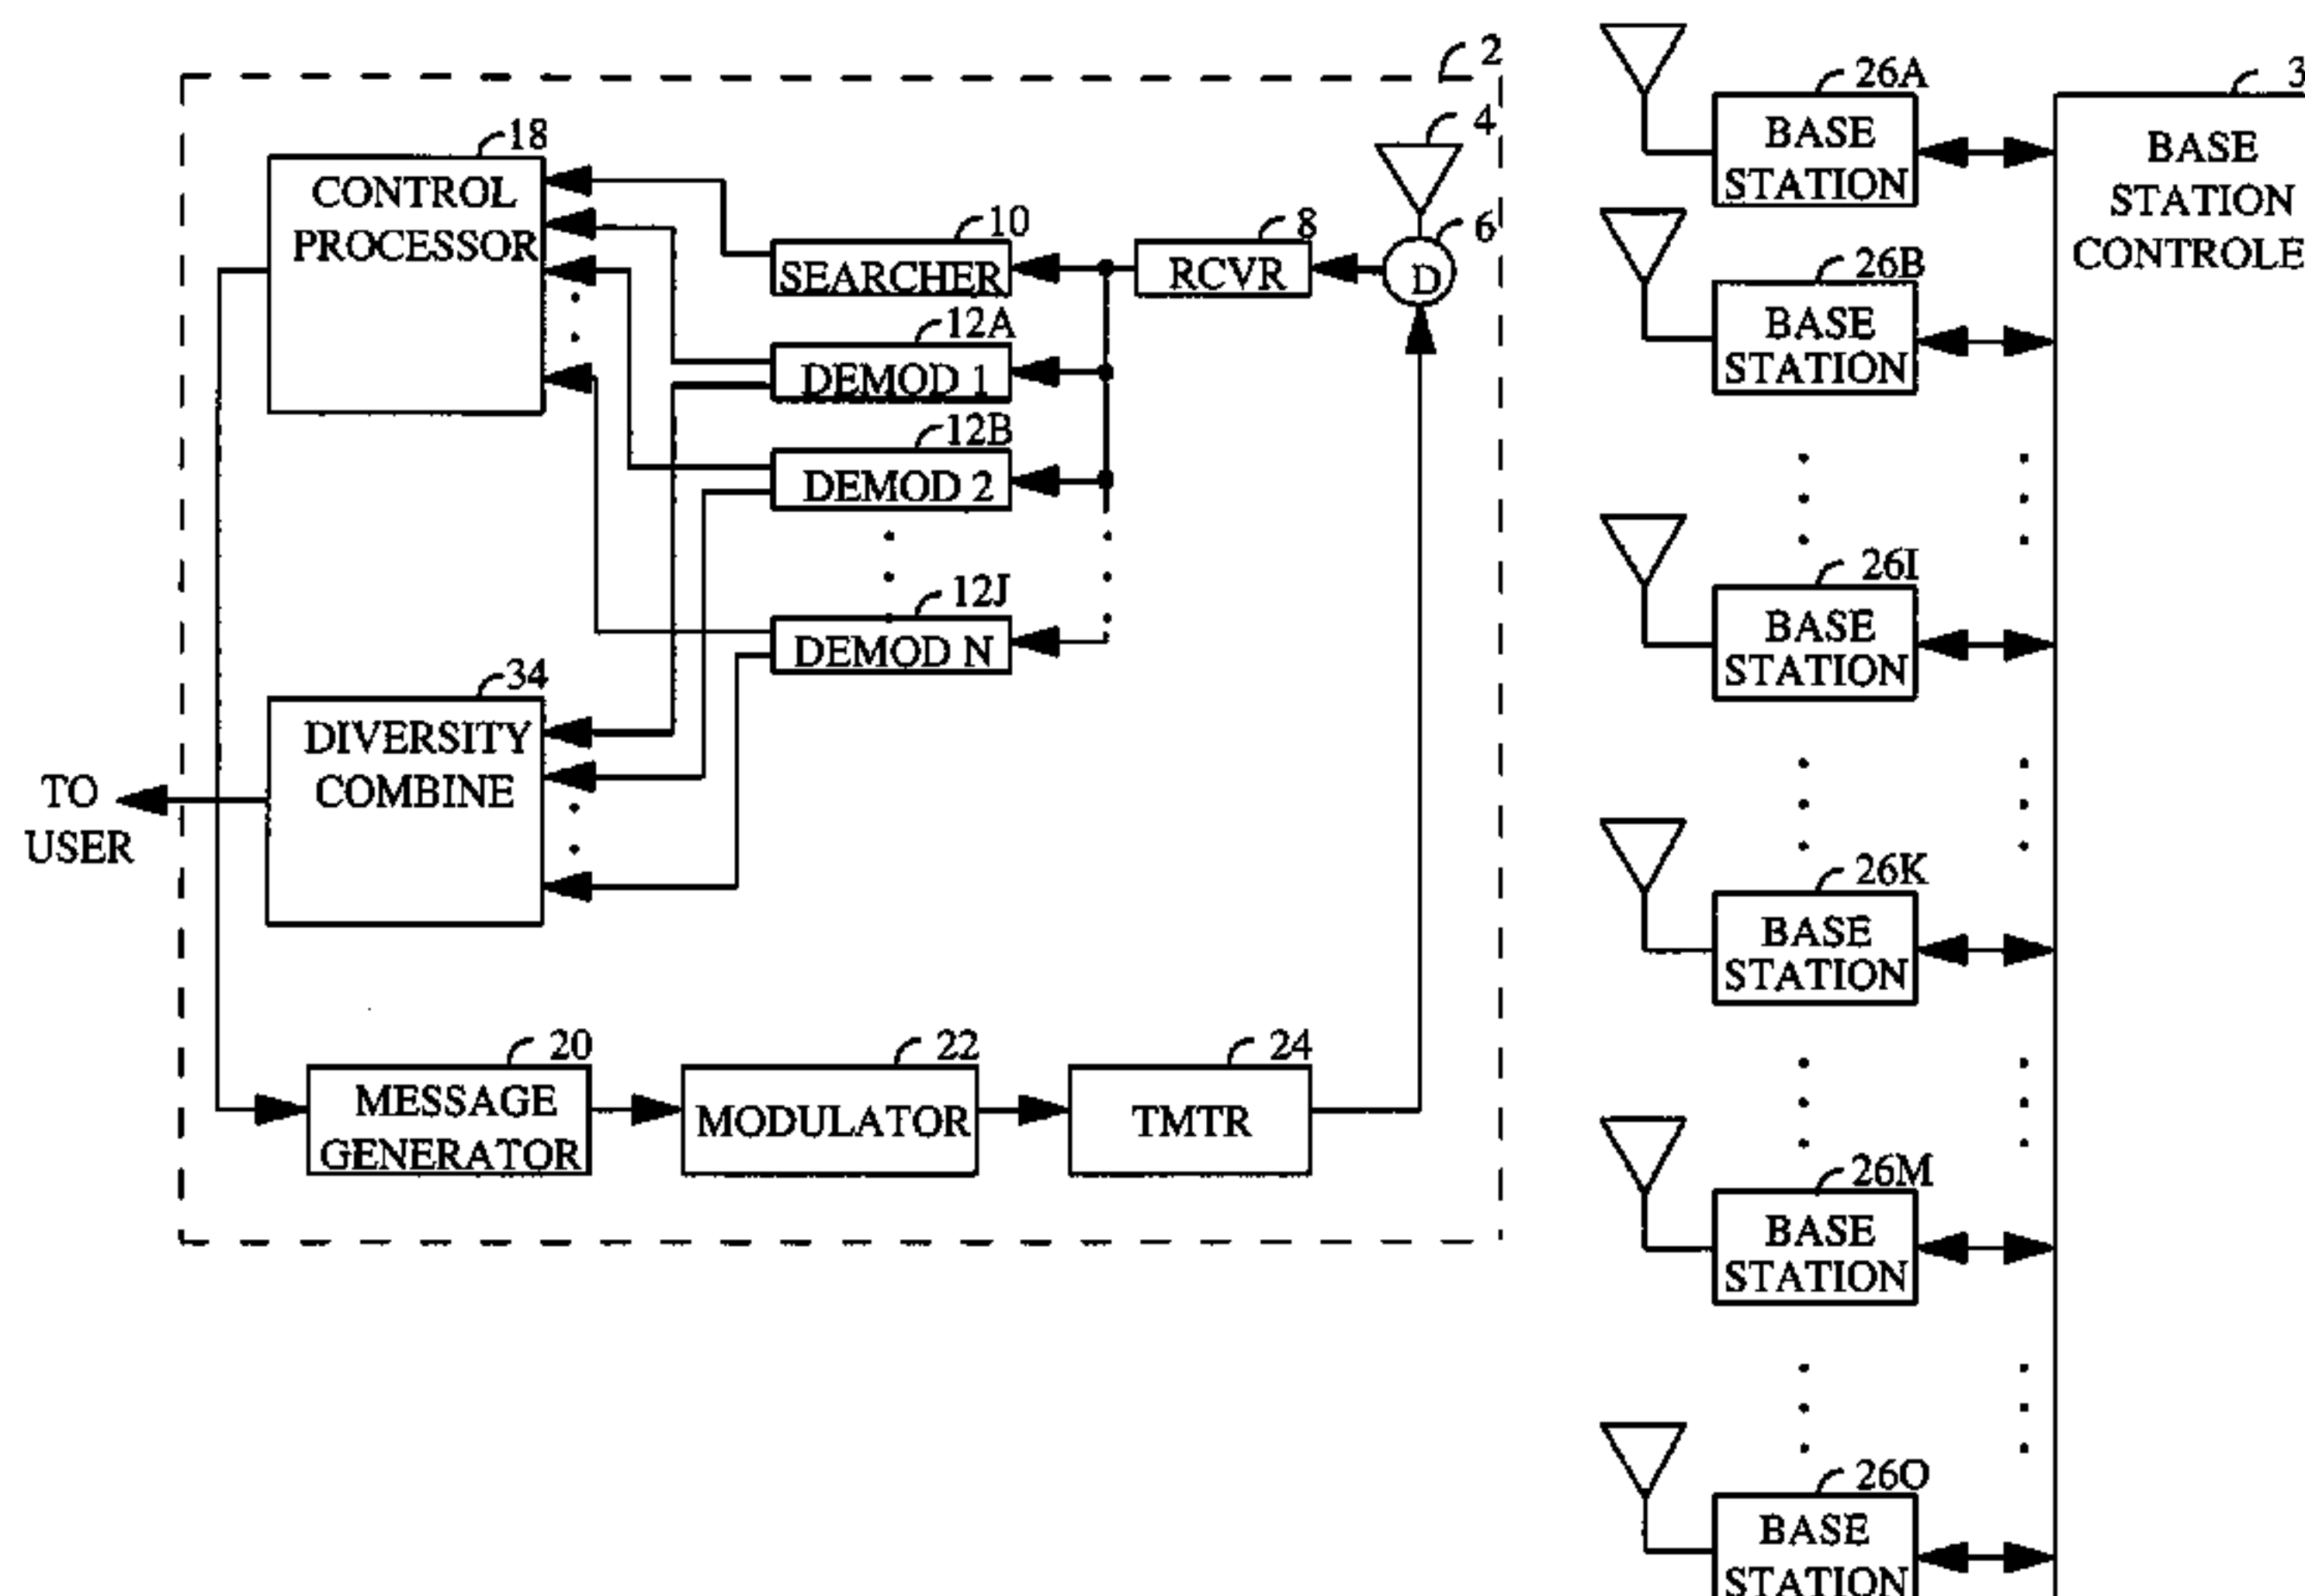 2
4
18
CONTROL
PROCESSOR
10
SEARCHER
8
RCVR
6
D
12A
DEMOD 1
12B
DEMOD 2
12J
DEMOD N
34
DIVERSITY
COMBINE
TO
USER
20
MESSAGE
GENERATOR
22
MODULATOR
24
TMTR
26A
BASE
STATION
26B
BASE
STATION
26I
BASE
STATION
26K
BASE
STATION
26M
BASE
STATION
26O
BASE
STATION
3
BASE
STATION
CONTROLE